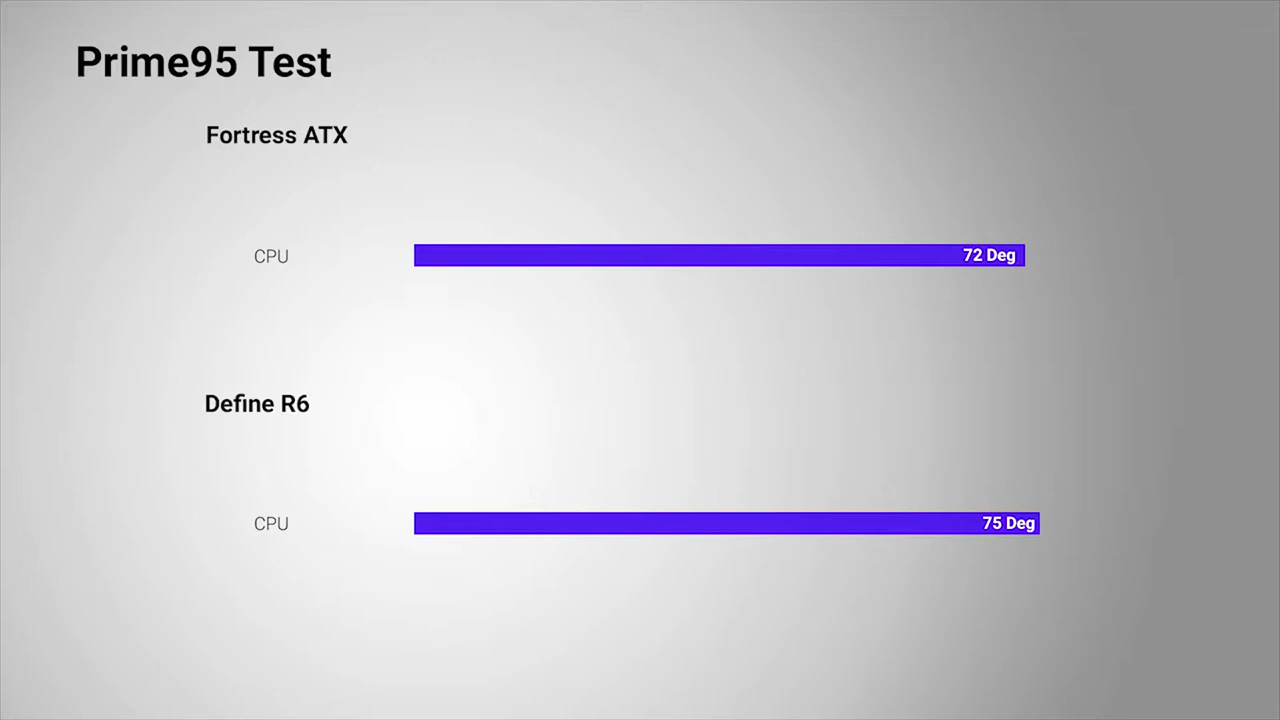 Prime95 Test
Fortress ATX
CPU
72 Deg
Define R6
CPU
75 Deg